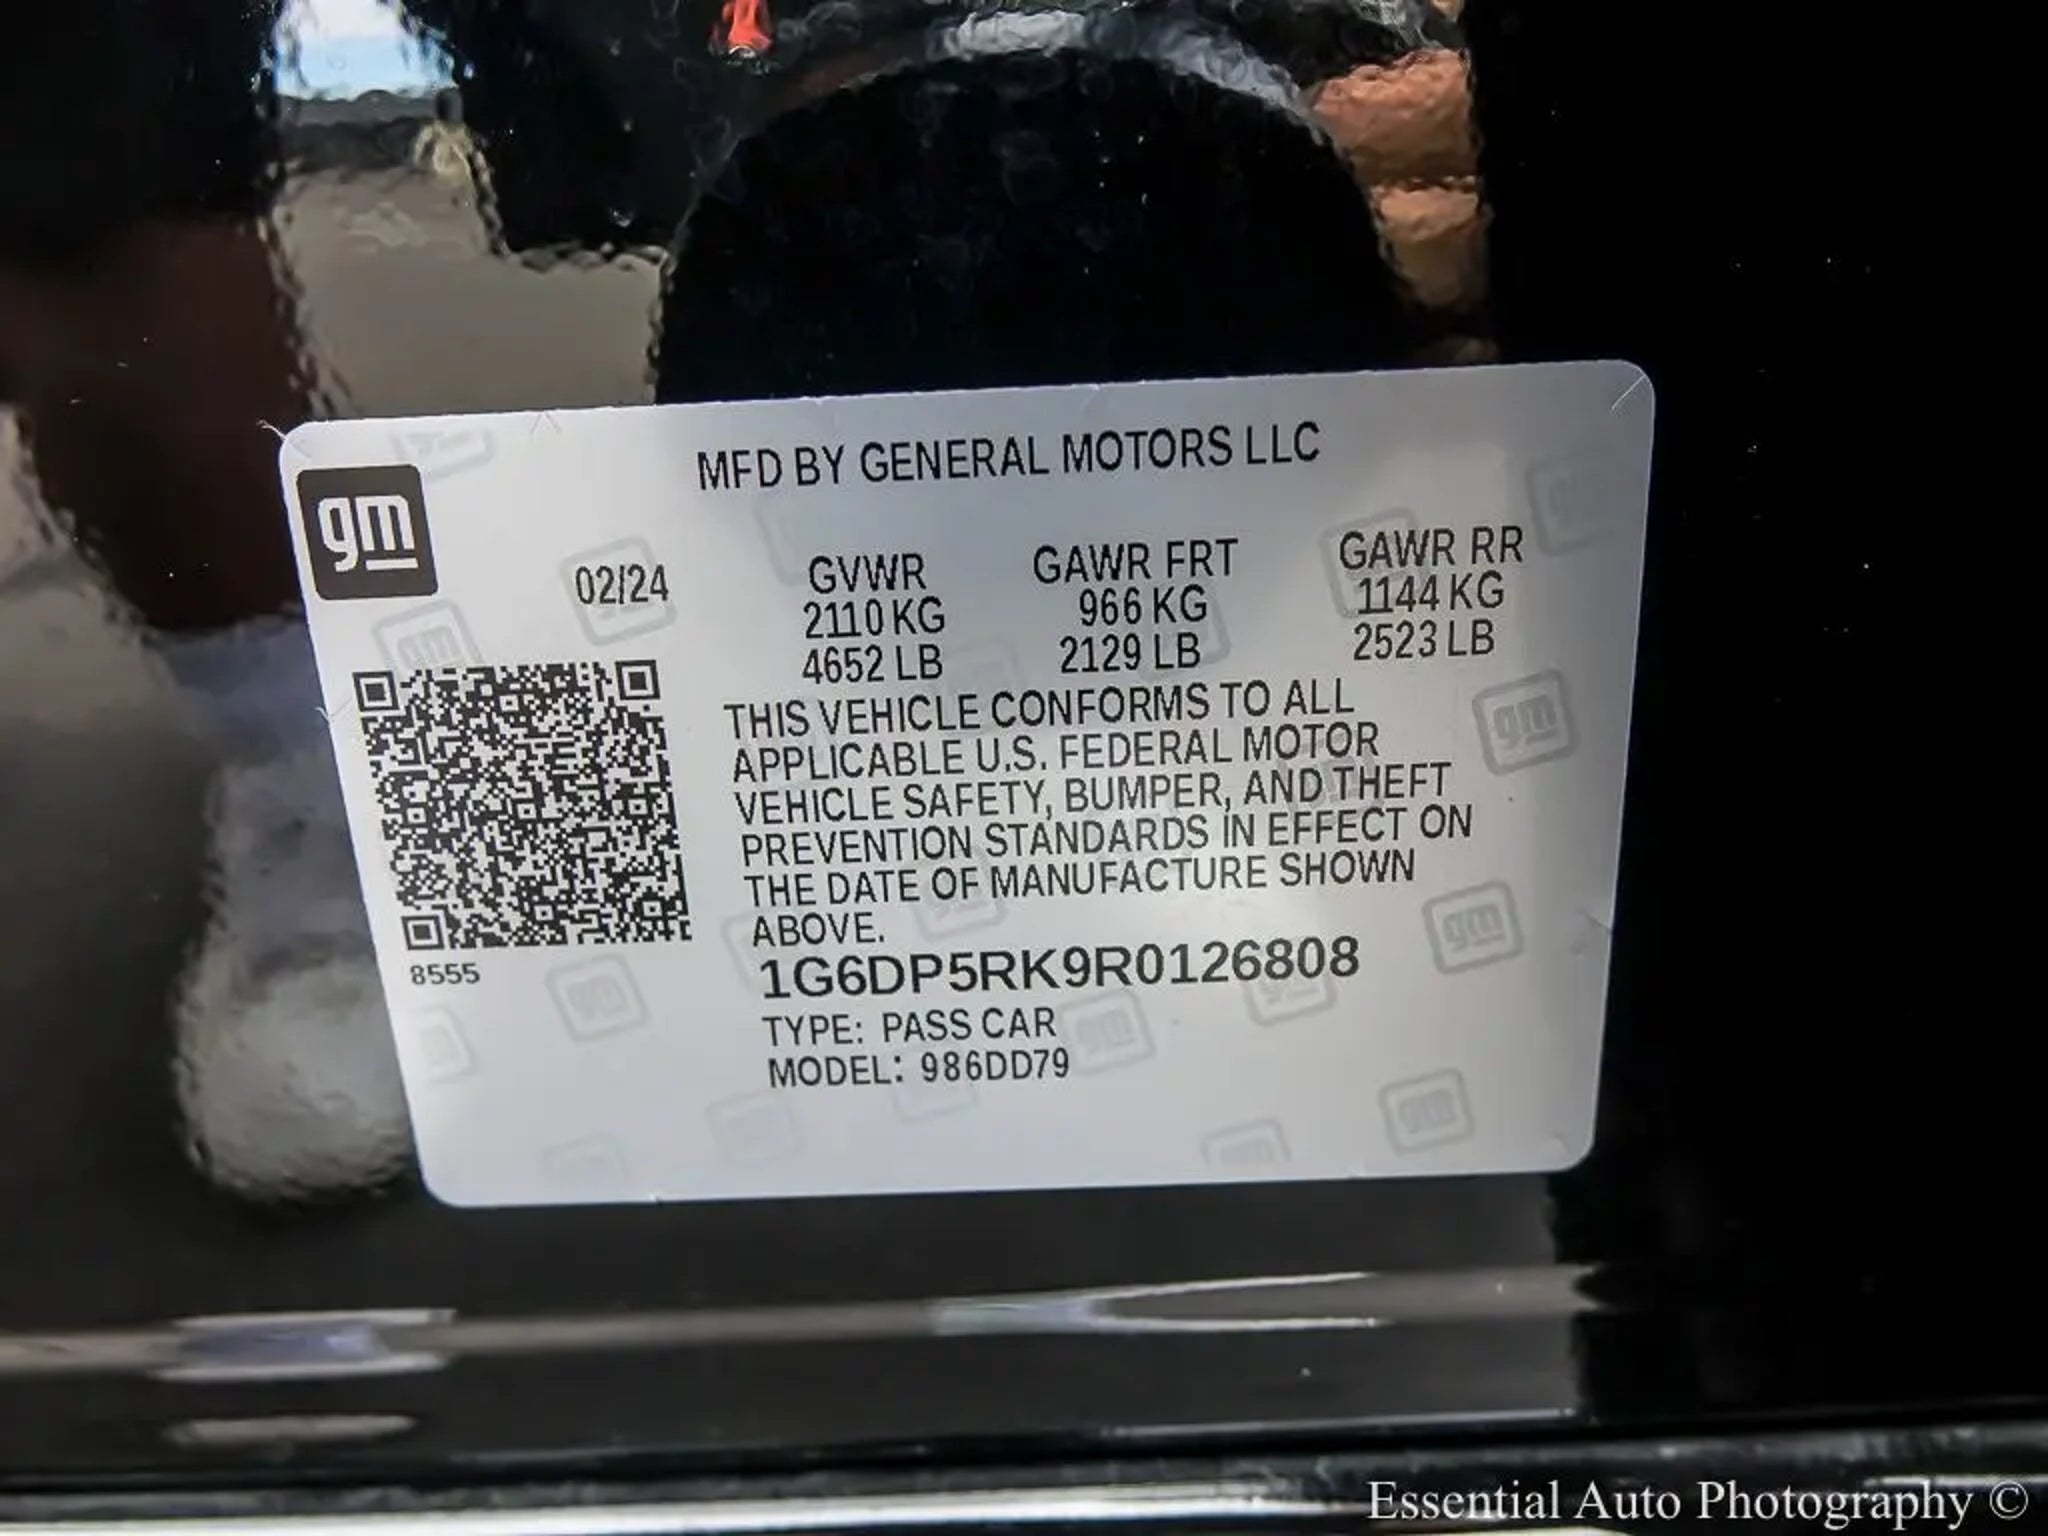 MFD BY GENERAL MOTORS LLC
gm
02/24
GVWR GAWR FRT GAWR RR
2110 KG 966 KG 1144 KG
4652 LB 2129 LB 2523 LB
THIS VEHICLE CONFORMS TO ALL
APPLICABLE U.S. FEDERAL MOTOR
VEHICLE SAFETY, BUMPER, AND THEFT
PREVENTION STANDARDS IN EFFECT ON
THE DATE OF MANUFACTURE SHOWN
ABOVE.
8555
1G6DP5RK9R0126808
TYPE: PASS CAR
MODEL: 986DD79
Essential Auto Photography ©